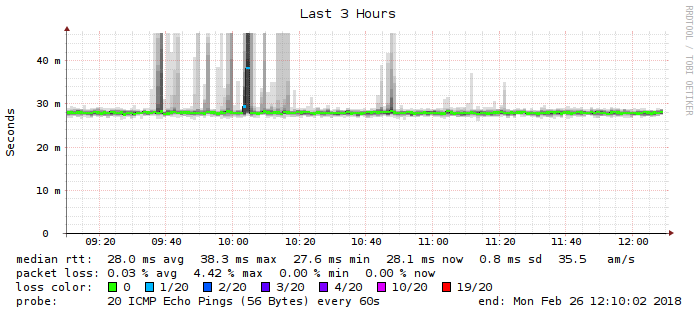 Last 3 Hours
RRDTOOL / TOBI OETIKER
Seconds
40 m
30 m
20 m
10 m
0
09:20 09:40 10:00 10:20 10:40 11:00 11:20 11:40 12:00
median rtt: 28.0 ms avg 38.3 ms max 27.6 ms min 28.1 ms now 0.8 ms sd 35.5 am/s
packet loss: 0.03 % avg 4.42 % max 0.00 % min 0.00 % now
loss color: 0 1/20 2/20 3/20 4/20 10/20 19/20
probe: 20 ICMP Echo Pings (56 Bytes) every 60s end: Mon Feb 26 12:10:02 2018